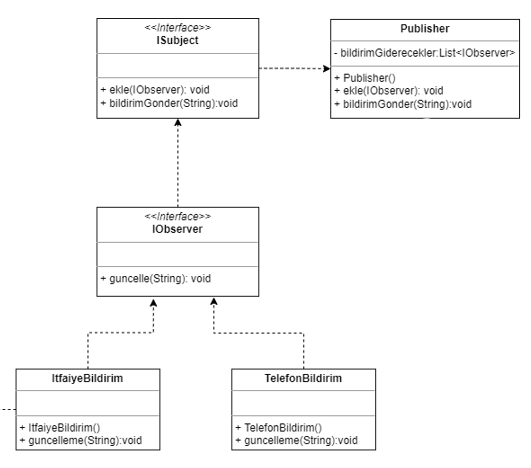 <<Interface>>
ISubject
+ ekle(IObserver): void
+ bildirimGonder(String):void
Publisher
- bildirimGiderecekler:List<IObserver>
+ Publisher()
+ ekle(IObserver): void
+ bildirimGonder(String):void
<<Interface>>
IObserver
+ guncelle(String): void
ItfaiyeBildirim
+ ItfaiyeBildirim()
+ guncelleme(String):void
TelefonBildirim
+ TelefonBildirim()
+ guncelleme(String):void